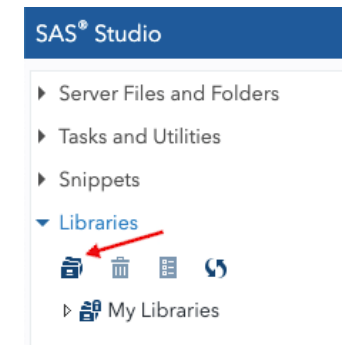 SAS® Studio
Server Files and Folders
Tasks and Utilities
Snippets
Libraries
My Libraries